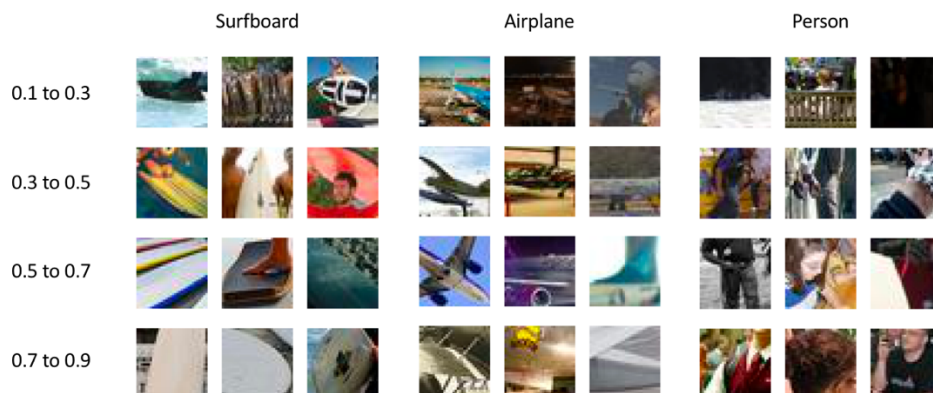 Surfboard Airplane Person
0.1 to 0.3
0.3 to 0.5
0.5 to 0.7
0.7 to 0.9